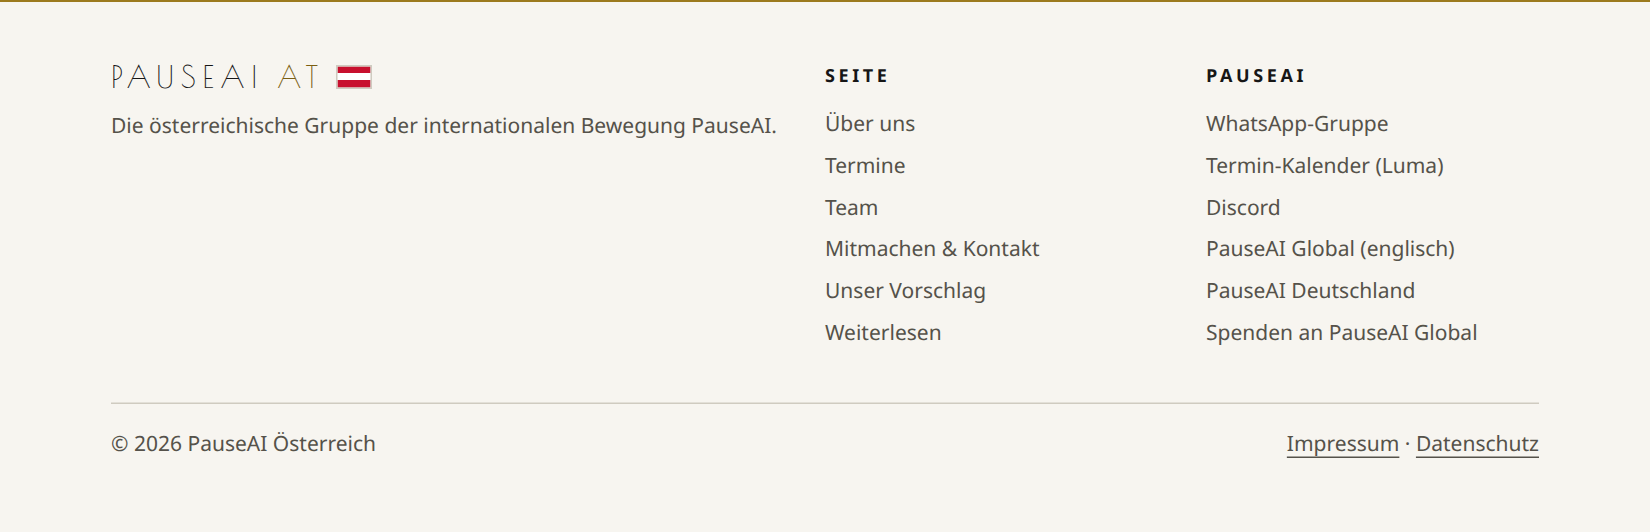 PAUSEAI AT
Die österreichische Gruppe der internationalen Bewegung PauseAI.
SEITE
Über uns
Termine
Team
Mitmachen & Kontakt
Unser Vorschlag
Weiterlesen
PAUSEAI
WhatsApp-Gruppe
Termin-Kalender (Luma)
Discord
PauseAI Global (englisch)
PauseAI Deutschland
Spenden an PauseAI Global
© 2026 PauseAI Österreich
Impressum · Datenschutz